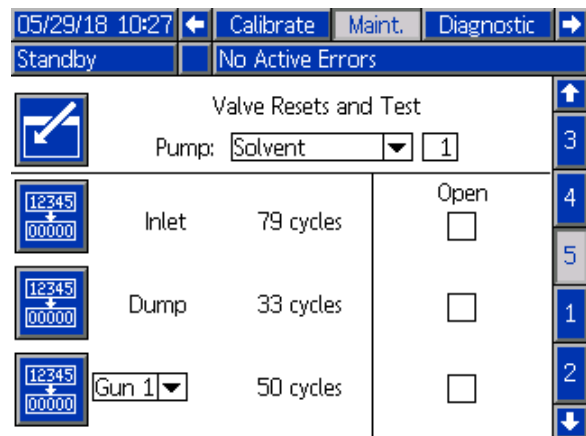 05/29/18 10:27 Calibrate Maint. Diagnostic
Standby No Active Errors
Valve Resets and Test
Pump: Solvent 1
3
Open
4
12345
00000
Inlet 79 cycles
5
12345
00000
Dump 33 cycles
1
12345
00000
Gun 1 50 cycles
2